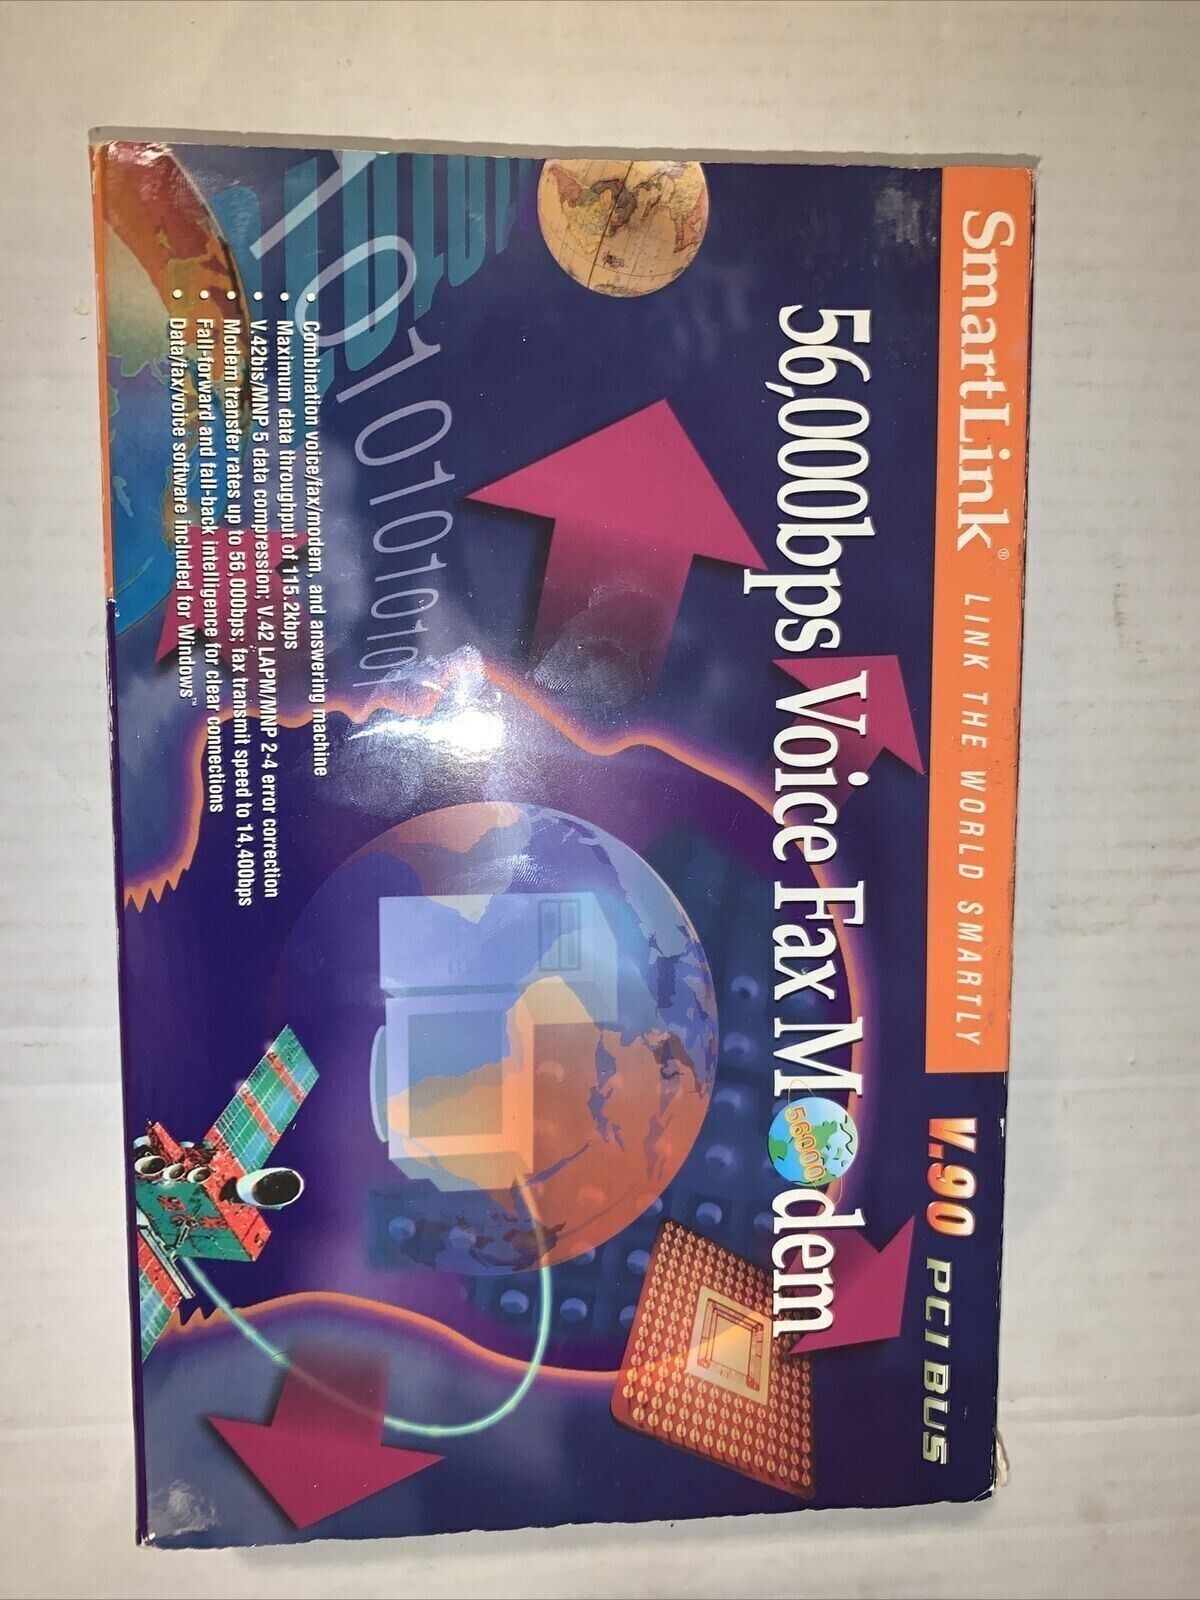 SmartLink® LINK THE WORLD SMARTLY
V.90 PCI BUS
56,000bps Voice Fax Modem
56000
1010101010101
• Combination voice/fax/modem, and answering machine
• Maximum data throughput of 115.2kbps
• V.42bis/MNP 5 data compression; V.42 LAPM/MNP 2-4 error correction
• Modem transfer rates up to 56,000bps; fax transmit speed to 14,400bps
• Fall-forward and fall-back intelligence for clear connections
• Data/fax/voice software included for Windows™